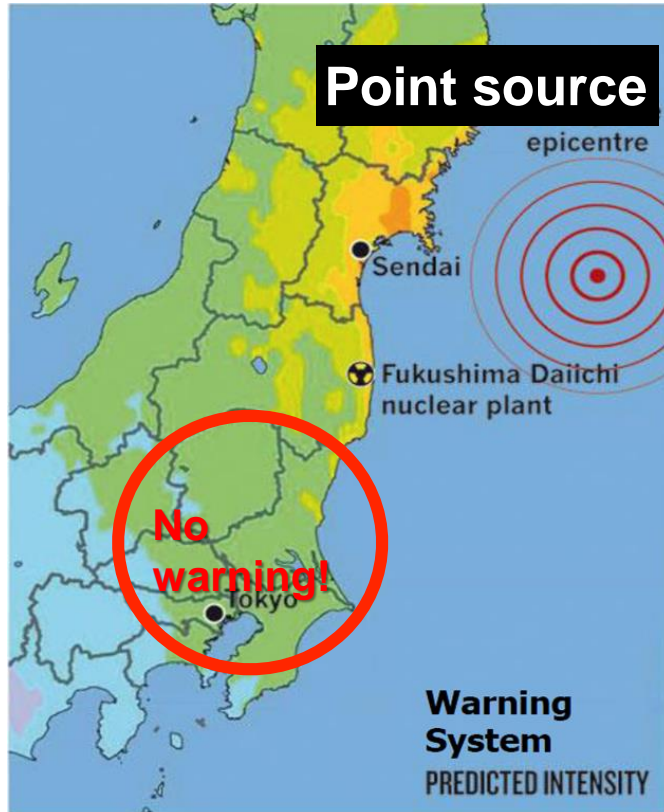 Point source
epicentre
Sendai
Fukushima Daiichi
nuclear plant
No
warning!
Tokyo
Warning
System
PREDICTED INTENSITY